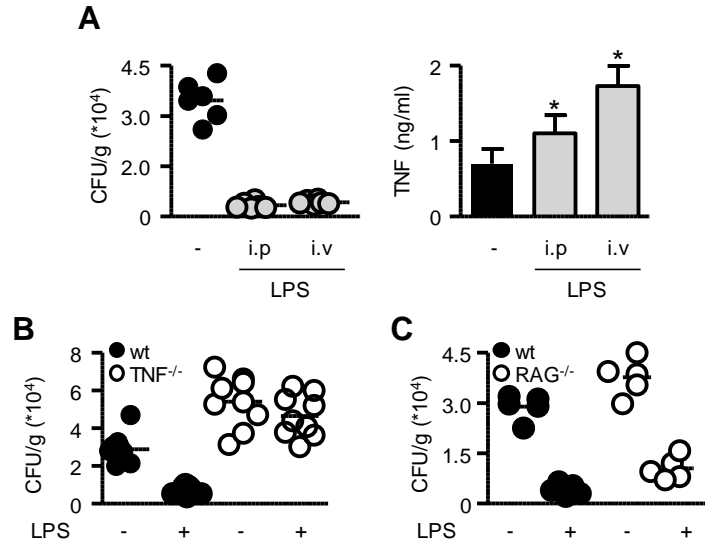 A
4.5
3.0
2.0
0
CFU/g (*10⁴)
- i.p i.v
LPS
2
1
0
TNF (ng/ml)
* *
- i.p i.v
LPS
B
wt
TNF⁻/⁻
8
6
4
2
0
CFU/g (*10⁴)
LPS - + - +
C
wt
RAG⁻/⁻
4.5
3.0
1.5
0
CFU/g (*10⁴)
LPS - + - +